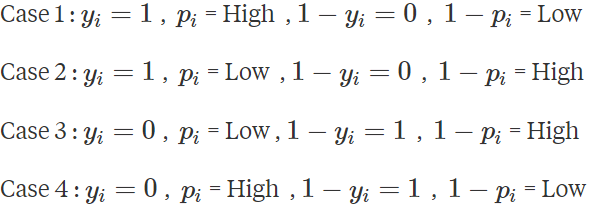 Case 1 : yᵢ = 1 , pᵢ = High , 1 − yᵢ = 0 , 1 − pᵢ = Low
Case 2 : yᵢ = 1 , pᵢ = Low , 1 − yᵢ = 0 , 1 − pᵢ = High
Case 3 : yᵢ = 0 , pᵢ = Low , 1 − yᵢ = 1 , 1 − pᵢ = High
Case 4 : yᵢ = 0 , pᵢ = High , 1 − yᵢ = 1 , 1 − pᵢ = Low